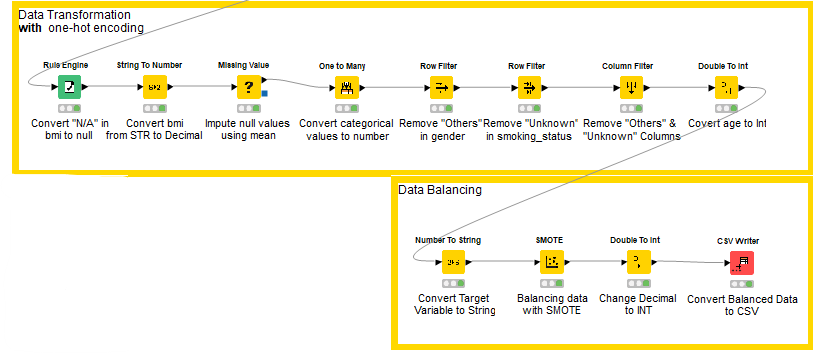 Data Transformation
with one-hot encoding
Rule Engine
String To Number
Missing Value
One to Many
Row Filter
Row Filter
Column Filter
Double To Int
?
Convert "N/A" in
bmi to null
Convert bmi
from STR to Decimal
Impute null values
using mean
Convert categorical
values to number
Remove "Others"
in gender
Remove "Unknown"
in smoking_status
Remove "Others" &
"Unknown" Columns
Covert age to Int
Data Balancing
Number To String
SMOTE
Double To Int
CSV Writer
Convert Target
Variable to String
Balancing data
with SMOTE
Change Decimal
to INT
Convert Balanced Data
to CSV